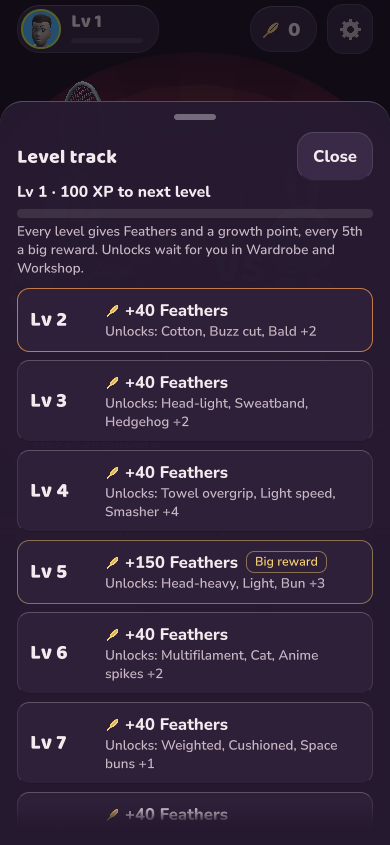 Lv 1
0
Level track
Close
Lv 1 · 100 XP to next level
Every level gives Feathers and a growth point, every 5th
a big reward. Unlocks wait for you in Wardrobe and
Workshop.
Lv 2
+40 Feathers
Unlocks: Cotton, Buzz cut, Bald +2
Lv 3
+40 Feathers
Unlocks: Head-light, Sweatband,
Hedgehog +2
Lv 4
+40 Feathers
Unlocks: Towel overgrip, Light speed,
Smasher +4
Lv 5
+150 Feathers
Big reward
Unlocks: Head-heavy, Light, Bun +3
Lv 6
+40 Feathers
Unlocks: Multifilament, Cat, Anime
spikes +2
Lv 7
+40 Feathers
Unlocks: Weighted, Cushioned, Space
buns +1
+40 Feathers